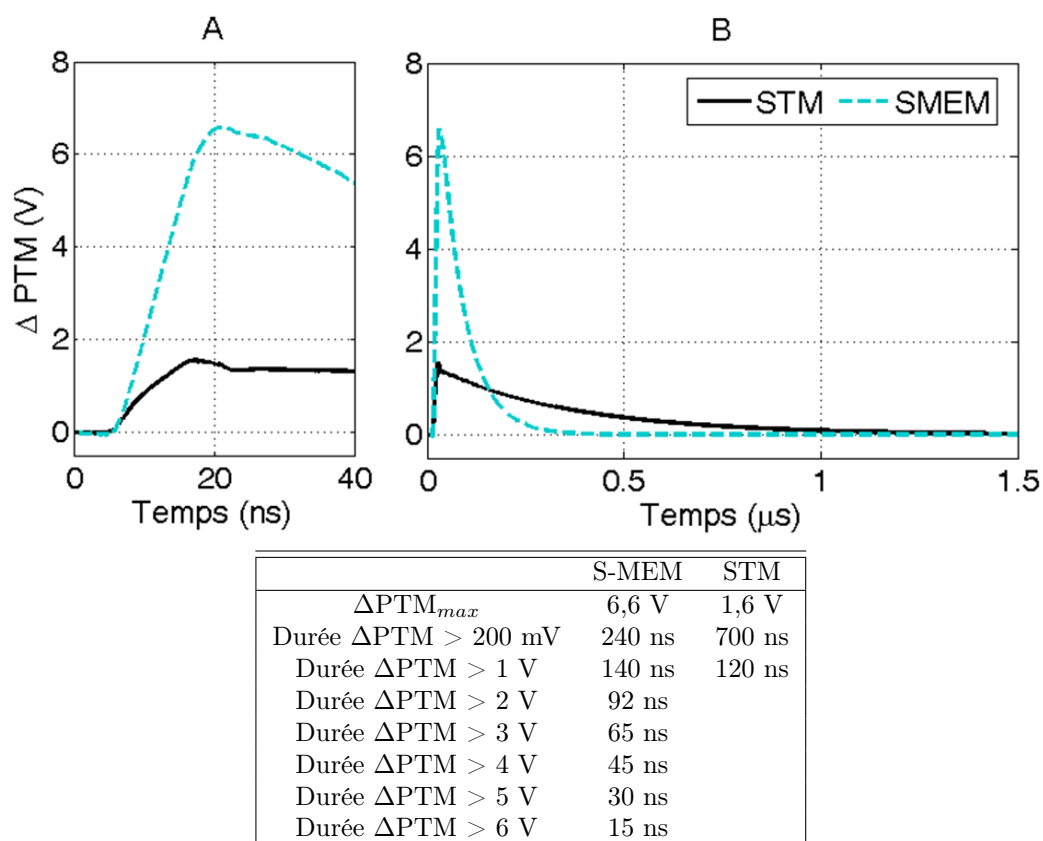 A
B
8
6
4
2
0
Δ PTM (V)
0 20 40
Temps (ns)
8
6
4
2
0
STM SMEM
0 0.5 1 1.5
Temps (μs)
S-MEM STM
ΔPTMmax 6,6 V 1,6 V
Durée ΔPTM > 200 mV 240 ns 700 ns
Durée ΔPTM > 1 V 140 ns 120 ns
Durée ΔPTM > 2 V 92 ns
Durée ΔPTM > 3 V 65 ns
Durée ΔPTM > 4 V 45 ns
Durée ΔPTM > 5 V 30 ns
Durée ΔPTM > 6 V 15 ns